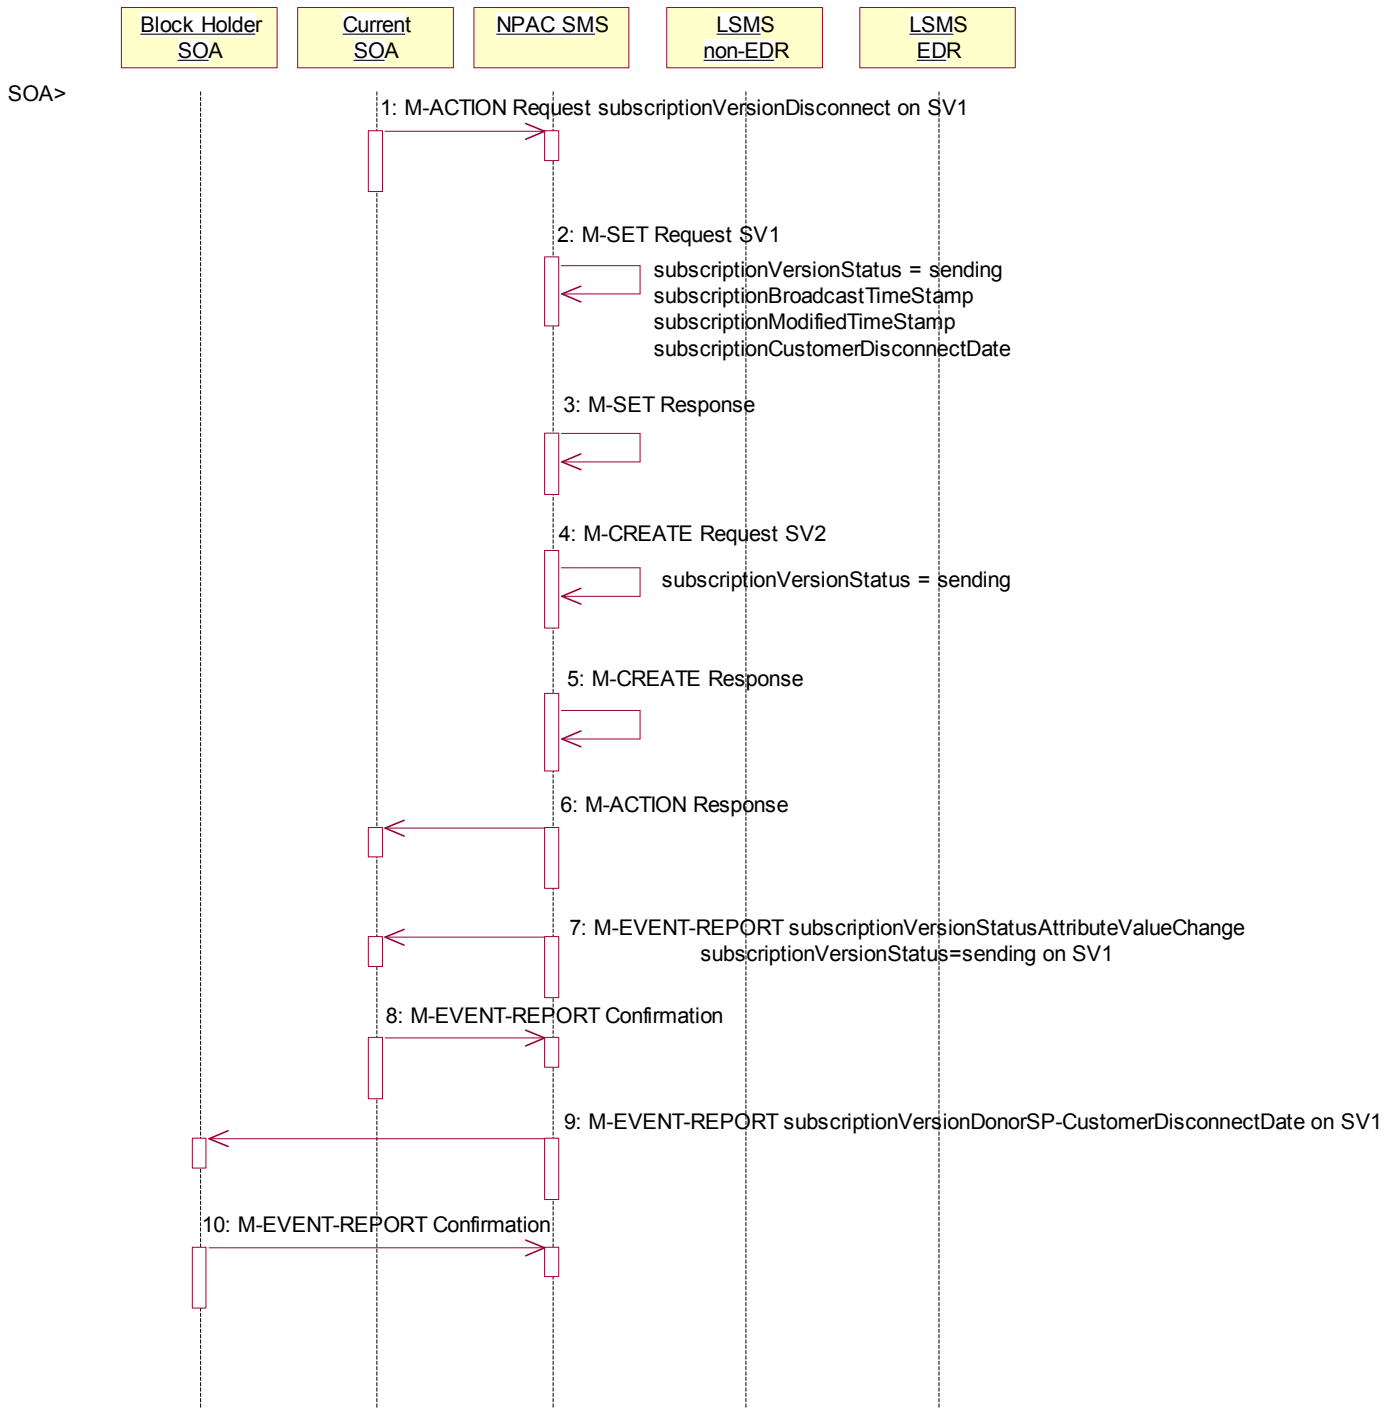 Block Holder
SOA
Current
SOA
NPAC SMS
LSMS
non-EDR
LSMS
EDR
SOA>
1: M-ACTION Request subscriptionVersionDisconnect on SV1
2: M-SET Request SV1
subscriptionVersionStatus = sending
subscriptionBroadcastTimeStamp
subscriptionModifiedTimeStamp
subscriptionCustomerDisconnectDate
3: M-SET Response
4: M-CREATE Request SV2
subscriptionVersionStatus = sending
5: M-CREATE Response
6: M-ACTION Response
7: M-EVENT-REPORT subscriptionVersionStatusAttributeValueChange
subscriptionVersionStatus=sending on SV1
8: M-EVENT-REPORT Confirmation
9: M-EVENT-REPORT subscriptionVersionDonorSP-CustomerDisconnectDate on SV1
10: M-EVENT-REPORT Confirmation